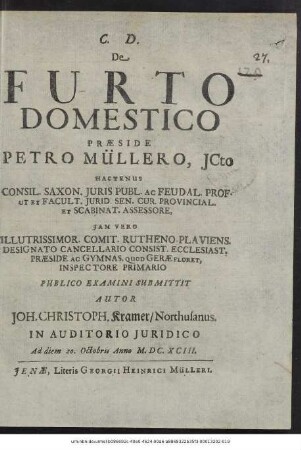 C. D.
De
27.
FURTO
DOMESTICO
PRÆSIDE
PETRO MÜLLERO, JCto
HACTENUS
CONSIL. SAXON. JURIS PUBL. AC FEUDAL. PROF.
UT ET FACULT. JURID. SEN. CUR. PROVINCIAL.
ET SCABINAT. ASSESSORE,
JAM VERO
ILLUTRISSIMOR. COMIT. RUTHENO-PLAVIENS.
DESIGNATO CANCELLARIO CONSIST. ECCLESIAST.
PRÆSIDE AC GYMNAS. QUOD GERÆ FLORET,
INSPECTORE PRIMARIO
PUBLICO EXAMINI SUBMITTIT
AUTOR
JOH. CHRISTOPH. Kramer/ Northusanus.
IN AUDITORIO JURIDICO
Ad diem 20. Octobris Anno M. DC. XCIII.
JENÆ, Literis GEORGII HEINRICI MÜLLERI.